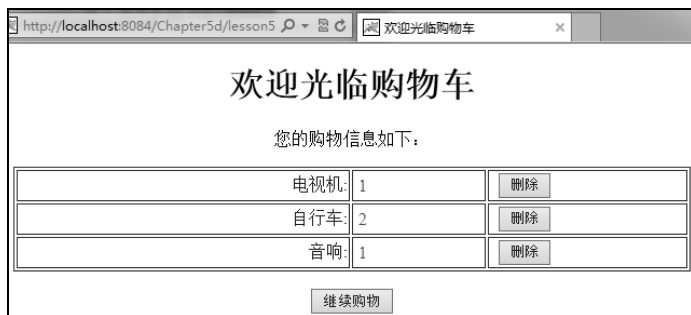 http://localhost:8084/Chapter5d/lesson5
欢迎光临购物车
欢迎光临购物车
您的购物信息如下:
电视机: 1 删除
自行车: 2 删除
音响: 1 删除
继续购物